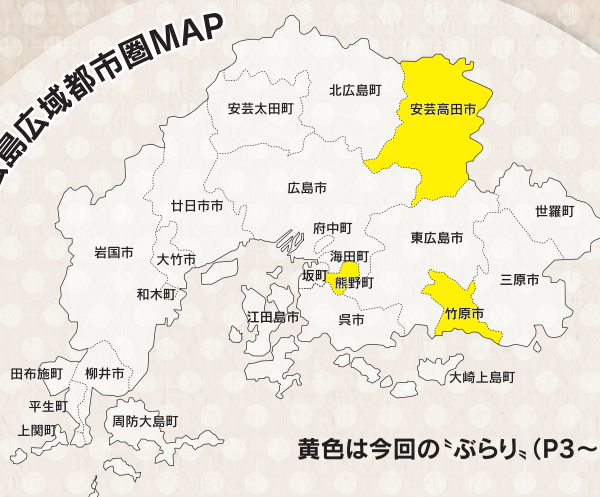 島広域都市圏MAP
北広島町
安芸太田町
安芸高田市
広島市
廿日市市
世羅町
府中町
東広島市
岩国市
大竹市
海田町
坂町
熊野町
三原市
和木町
江田島市
呉市
竹原市
田布施町
柳井市
大崎上島町
平生町
周防大島町
上関町
黄色は今回の〝ぶらり〟(P3〜